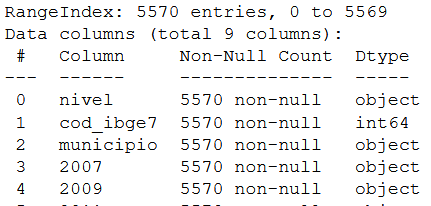 RangeIndex: 5570 entries, 0 to 5569
Data columns (total 9 columns):
 #   Column     Non-Null Count  Dtype
---  ------     --------------  -----
 0   nivel      5570 non-null   object
 1   cod_ibge7  5570 non-null   int64
 2   municipio  5570 non-null   object
 3   2007       5570 non-null   object
 4   2009       5570 non-null   object